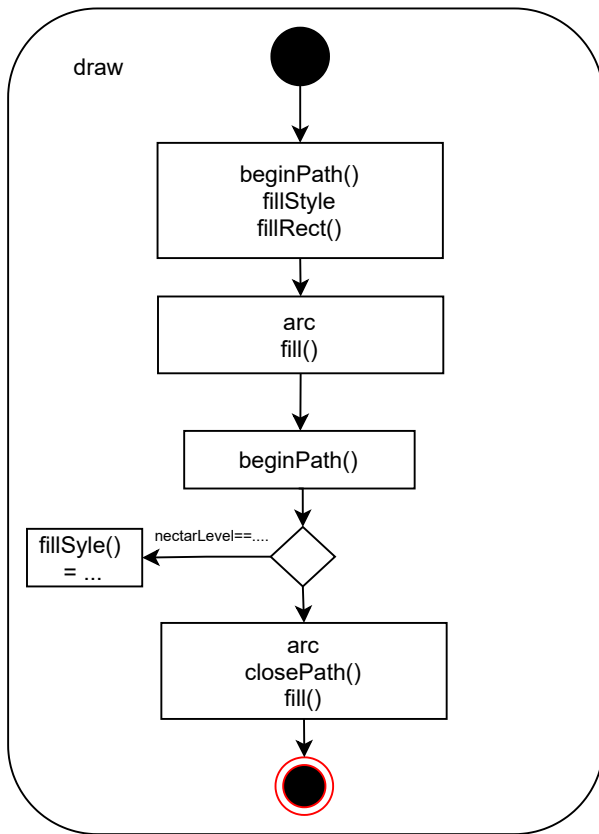 draw
beginPath()
fillStyle
fillRect()
arc
fill()
beginPath()
nectarLevel==....
fillSyle()
= ...
arc
closePath()
fill()